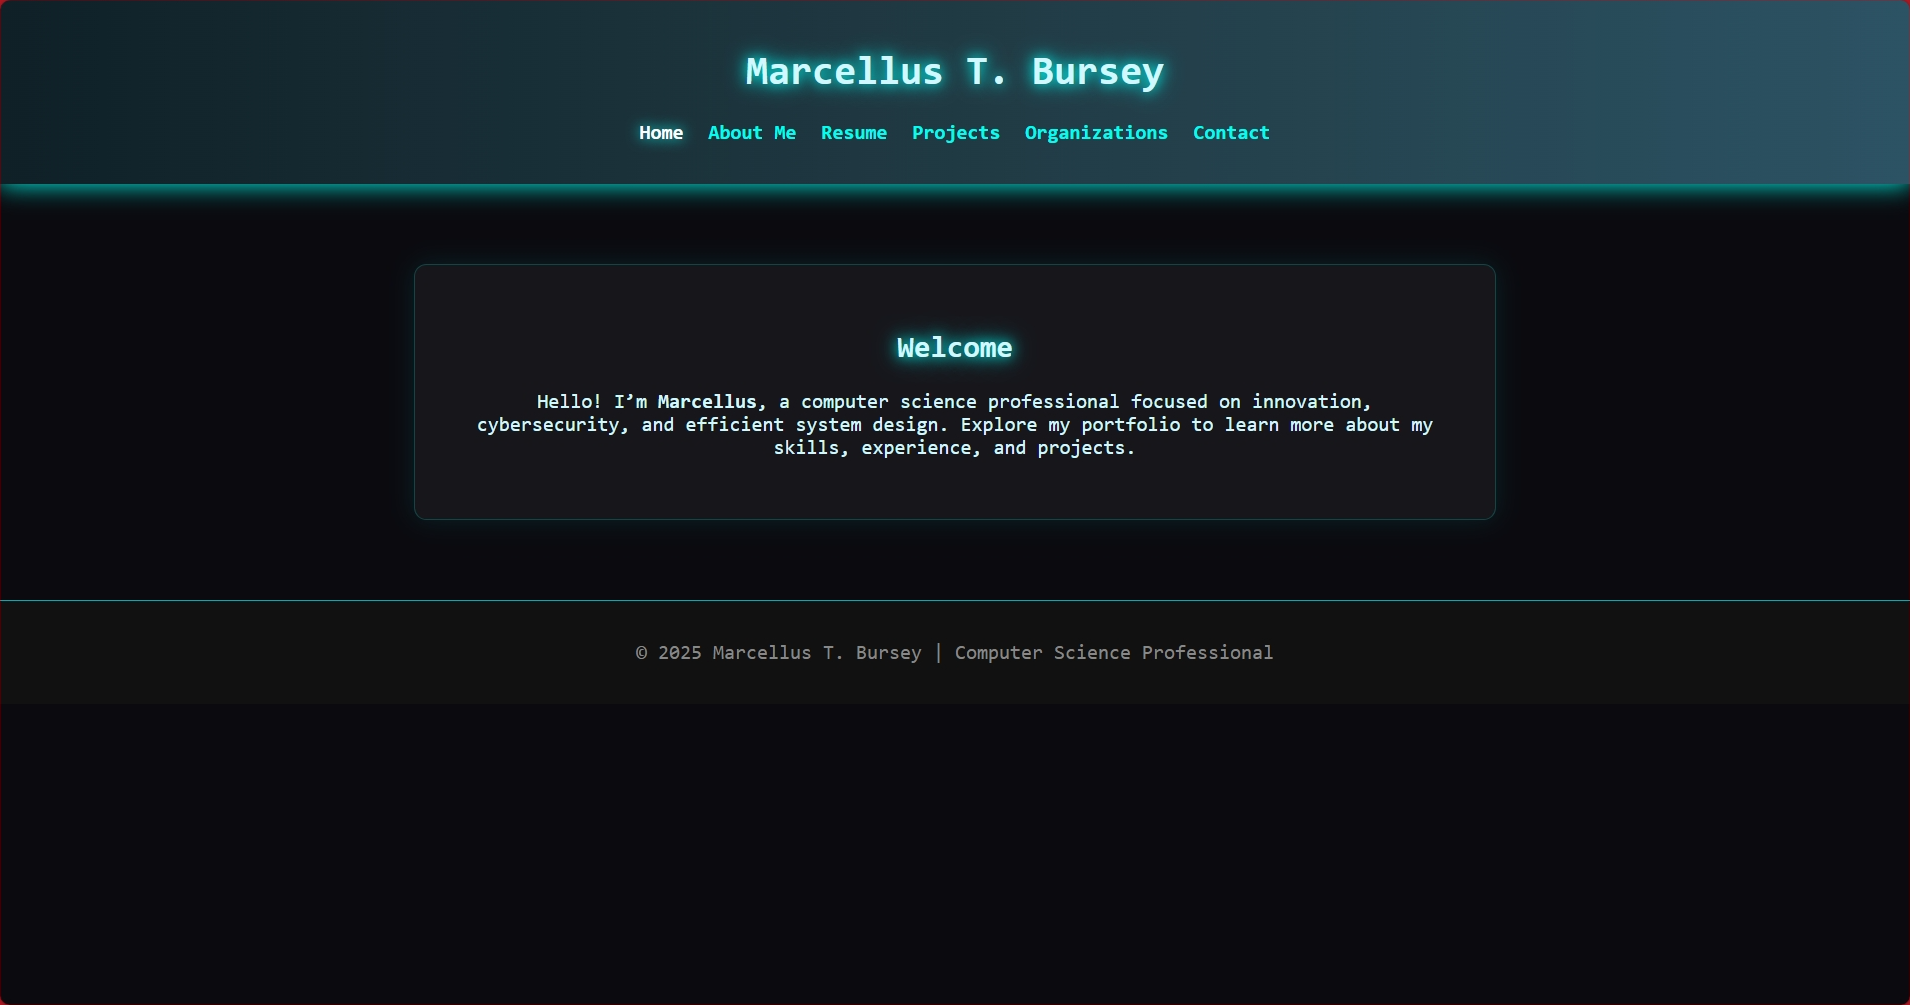 Marcellus T. Bursey
Home About Me Resume Projects Organizations Contact
Welcome
Hello! I’m Marcellus, a computer science professional focused on innovation,
cybersecurity, and efficient system design. Explore my portfolio to learn more about my
skills, experience, and projects.
© 2025 Marcellus T. Bursey | Computer Science Professional